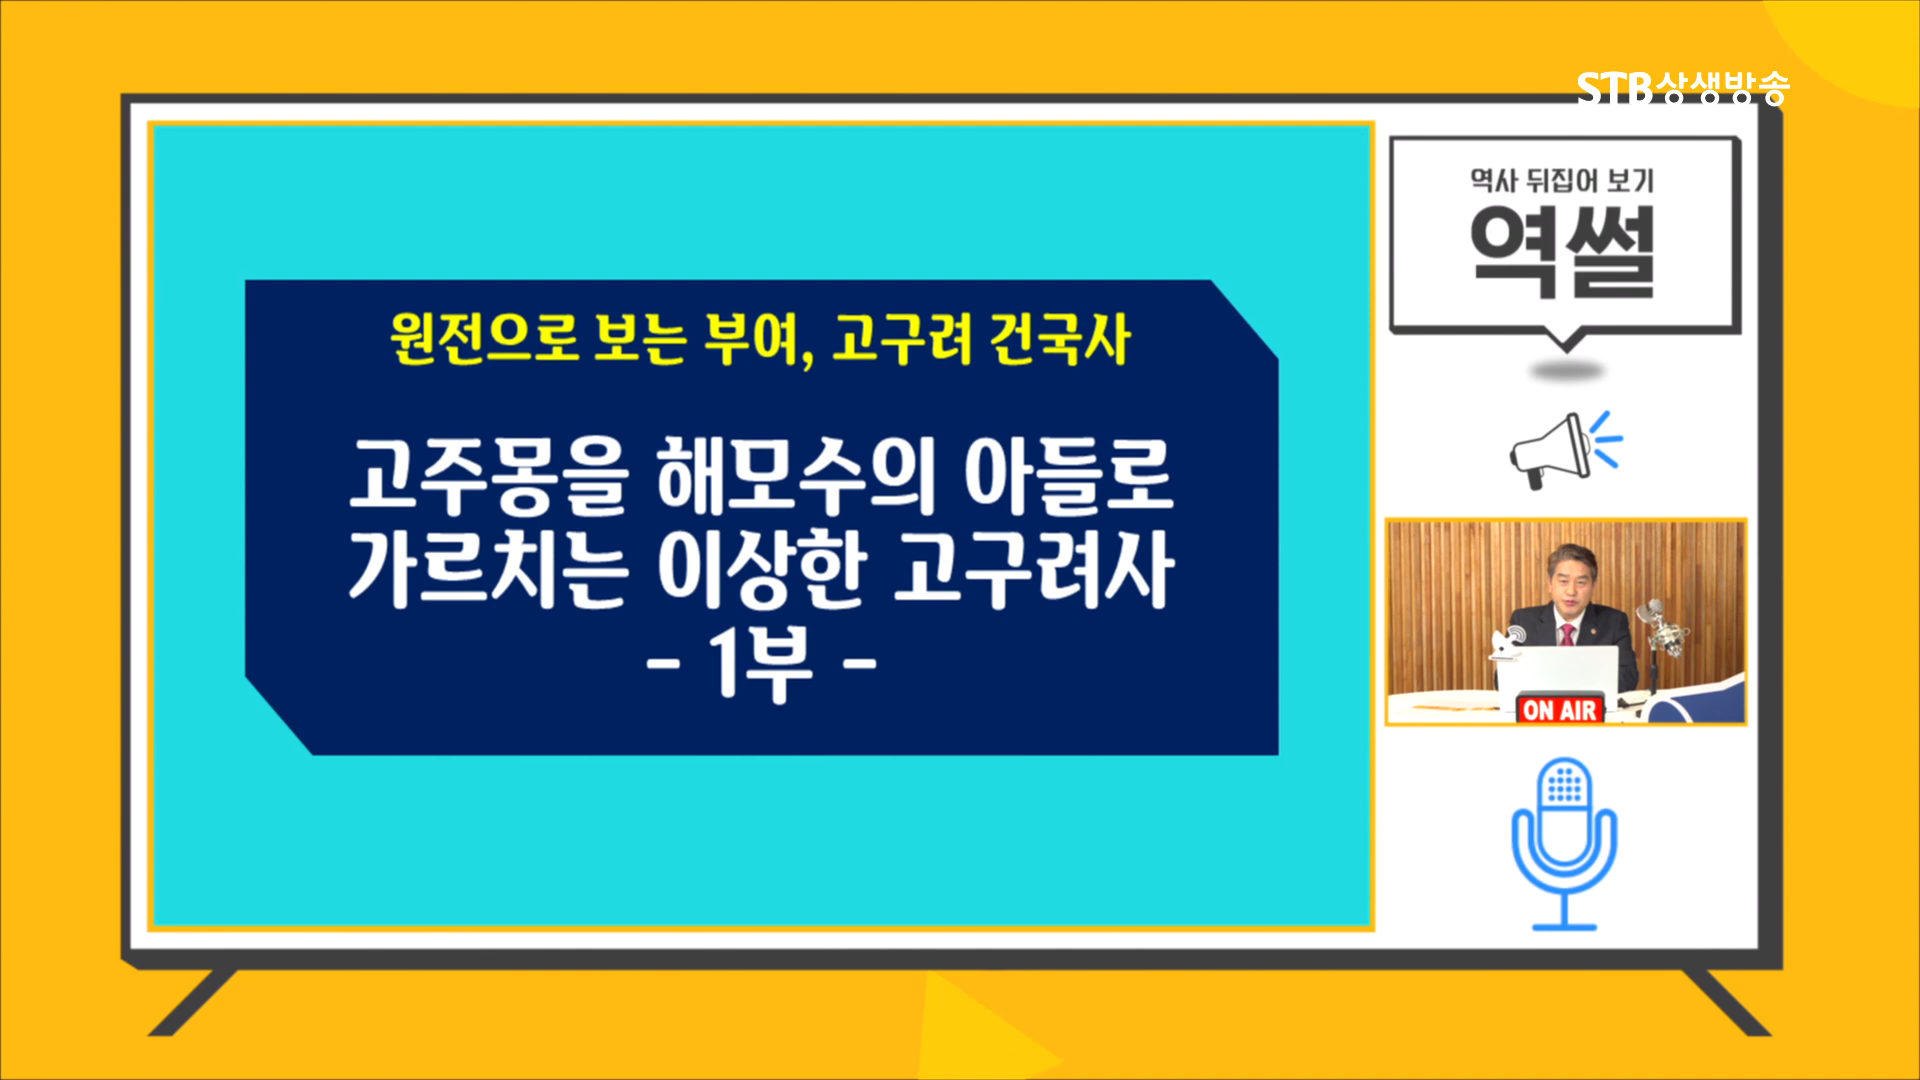 STB상생방송
역사 뒤집어 보기
역썰
원전으로 보는 부여, 고구려 건국사
고주몽을 해모수의 아들로
가르치는 이상한 고구려사
- 1부 -
ON AIR